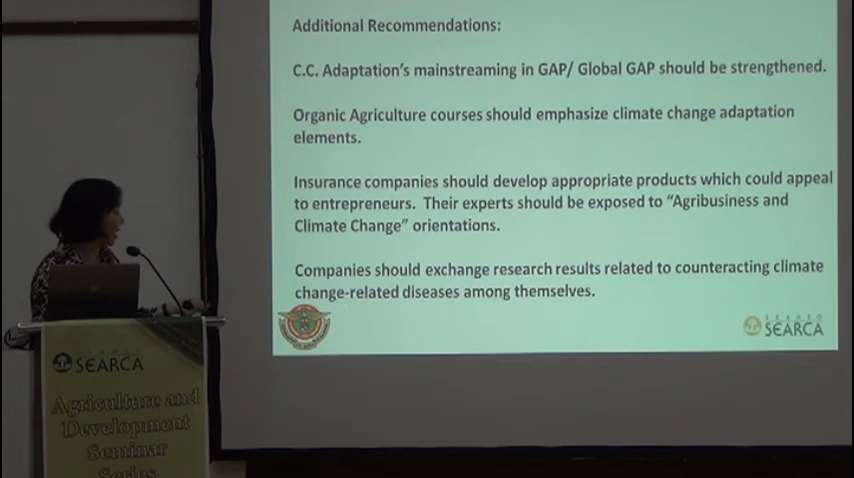 Additional Recommendations:
C.C. Adaptation's mainstreaming in GAP/ Global GAP should be strengthened.
Organic Agriculture courses should emphasize climate change adaptation
elements.
Insurance companies should develop appropriate products which could appeal
to entrepreneurs. Their experts should be exposed to “Agribusiness and
Climate Change” orientations.
Companies should exchange research results related to counteracting climate
change-related diseases among themselves.
SEAMEO
SEARCA
SEARCA
Agriculture and
Development
Seminar
Series